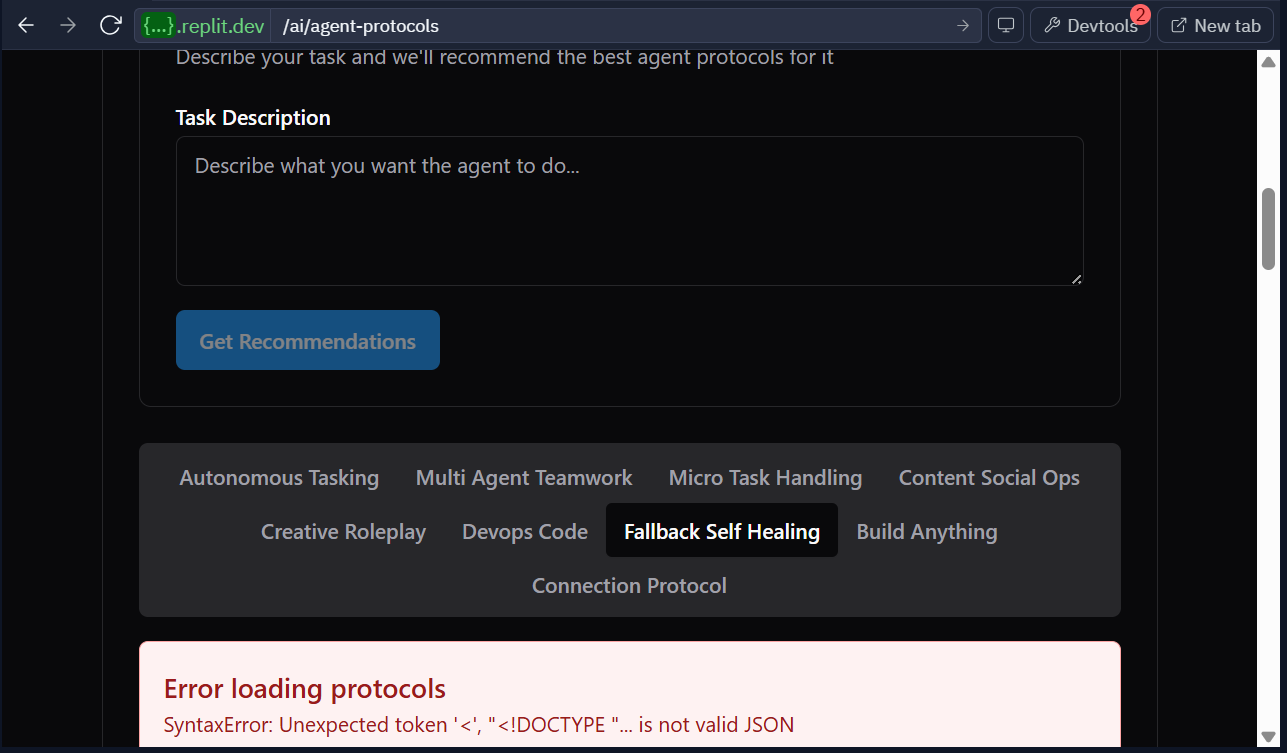 {...}.replit.dev /ai/agent-protocols Devtools 2 New tab
Describe your task and we'll recommend the best agent protocols for it
Task Description
Describe what you want the agent to do...
Get Recommendations
Autonomous Tasking Multi Agent Teamwork Micro Task Handling Content Social Ops
Creative Roleplay Devops Code Fallback Self Healing Build Anything
Connection Protocol
Error loading protocols
SyntaxError: Unexpected token '<', "<!DOCTYPE "... is not valid JSON